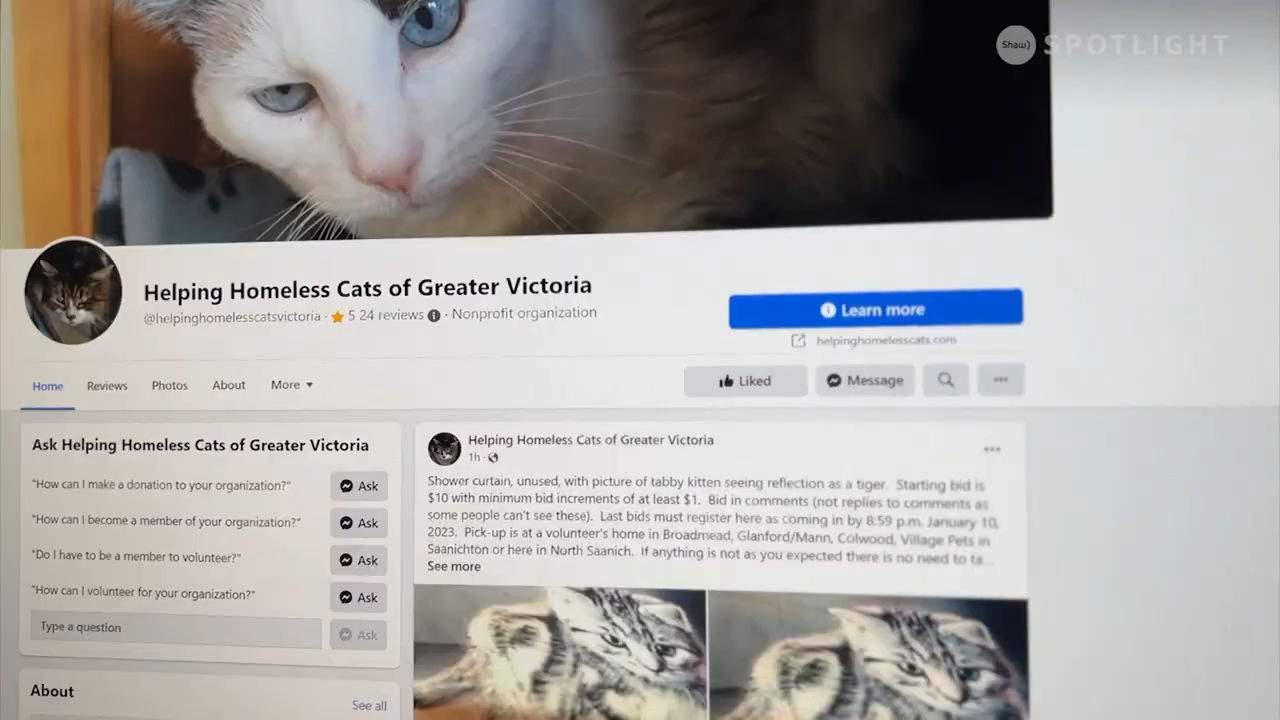 Shaw) SPOTLIGHT
Helping Homeless Cats of Greater Victoria
@helpinghomelesscatsvictoria · 5 24 reviews · Nonprofit organization
Learn more
helpinghomelesscats.com
Home Reviews Photos About More
Liked Message
Ask Helping Homeless Cats of Greater Victoria
"How can I make a donation to your organization?" Ask
"How can I become a member of your organization?" Ask
"Do I have to be a member to volunteer?" Ask
"How can I volunteer for your organization?" Ask
Type a question Ask
About
See all
Helping Homeless Cats of Greater Victoria
1h ·
Shower curtain, unused, with picture of tabby kitten seeing reflection as a tiger. Starting bid is
$10 with minimum bid increments of at least $1. Bid in comments (not replies to comments as
some people can't see these). Last bids must register here as coming in by 8:59 p.m. January 10,
2023. Pick-up is at a volunteer's home in Broadmead, Glanford/Mann, Colwood, Village Pets in
Saanichton or here in North Saanich. If anything is not as you expected there is no need to ta...
See more